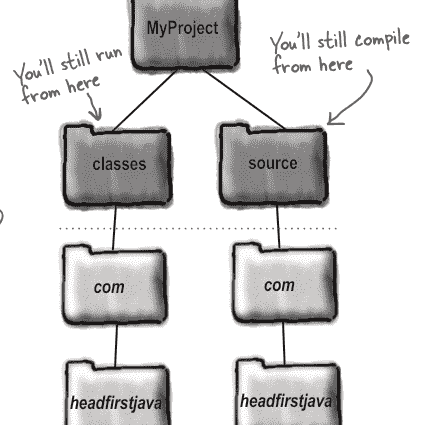 MyProject
You'll still run
from here
You'll still compile
from here
classes
source
com
com
headfirstjava
headfirstjava